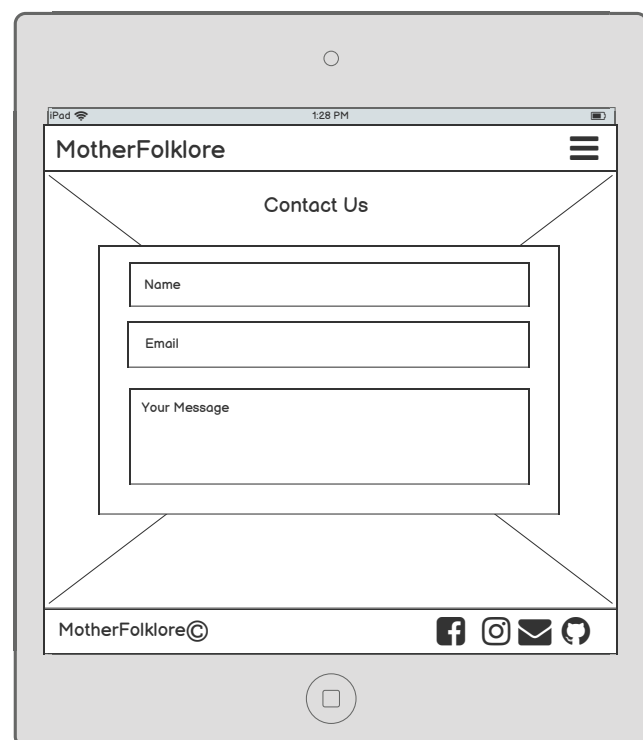 iPad 1:28 PM
MotherFolklore
Contact Us
Name
Email
Your Message
MotherFolklore©